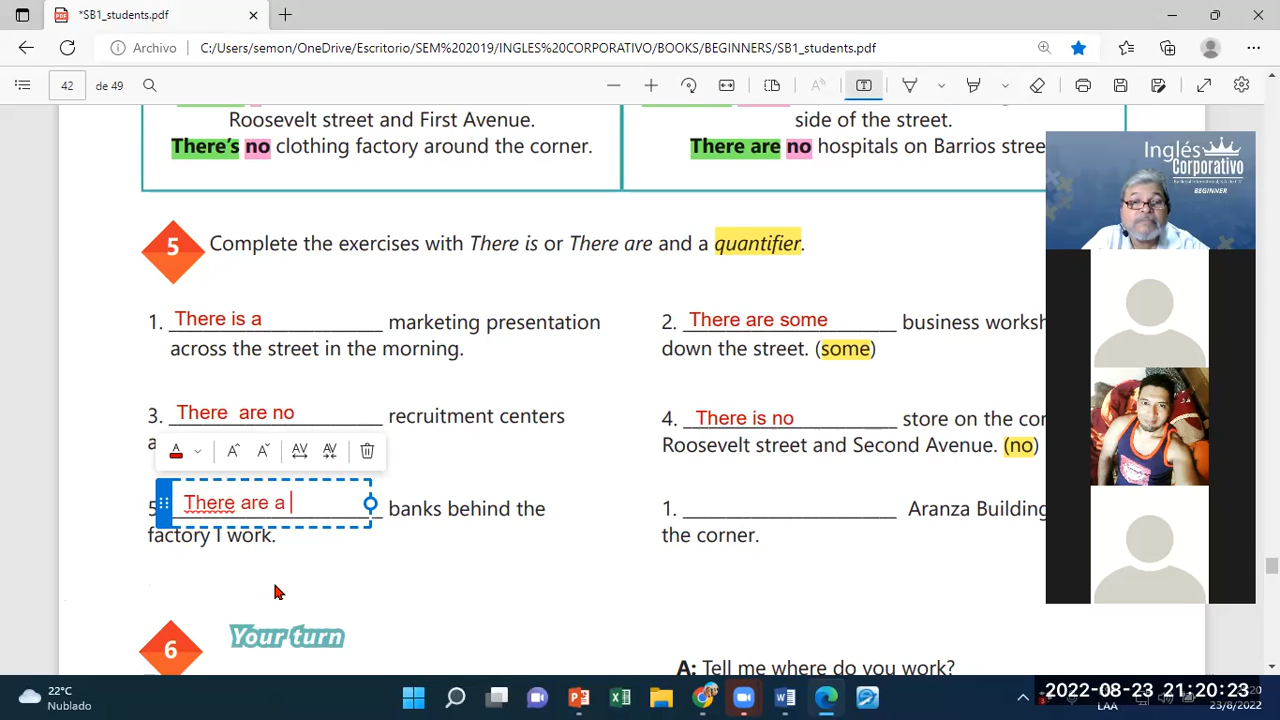 *SB1_students.pdf
Archivo C:/Users/semon/OneDrive/Escritorio/SEM%202019/INGLES%20CORPORATIVO/BOOKS/BEGINNERS/SB1_students.pdf
42 de 49
Roosevelt street and First Avenue.
There's no clothing factory around the corner.
side of the street.
There are no hospitals on Barrios stree
Inglés
Corporativo
BEGINNER
5 Complete the exercises with There is or There are and a quantifier.
1. There is a marketing presentation
across the street in the morning.
2. There are some business worksh
down the street. (some)
3. There are no recruitment centers
4. There is no store on the cor
Roosevelt street and Second Avenue. (no)
5 There are a banks behind the
factory I work.
1. Aranza Building
the corner.
6 Your turn
A: Tell me where do you work?
22°C
Nublado
2022-08-23 21:20:23
LAA
23/8/2022